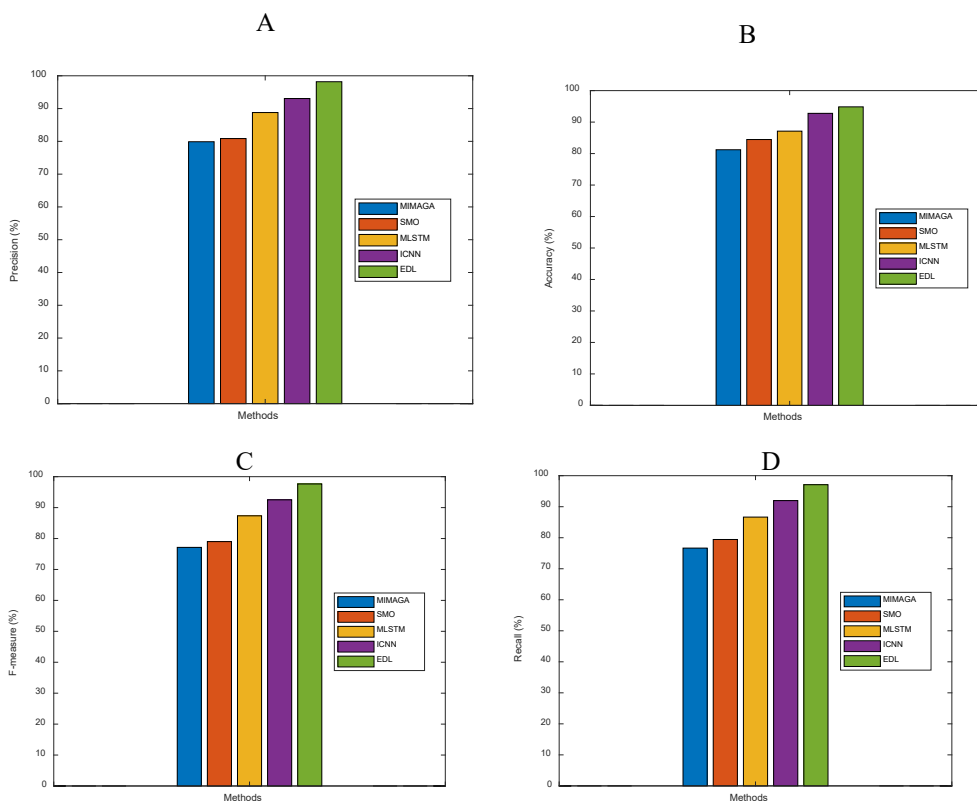 A
100
90
80
70
60
50
40
30
20
10
0
Precision (%)
Methods
MIMAGA
SMO
MLSTM
ICNN
EDL
B
100
90
80
70
60
50
40
30
20
10
0
Accuracy (%)
Methods
MIMAGA
SMO
MLSTM
ICNN
EDL
C
100
90
80
70
60
50
40
30
20
10
0
F-measure (%)
Methods
MIMAGA
SMO
MLSTM
ICNN
EDL
D
100
90
80
70
60
50
40
30
20
10
0
Recall (%)
Methods
MIMAGA
SMO
MLSTM
ICNN
EDL